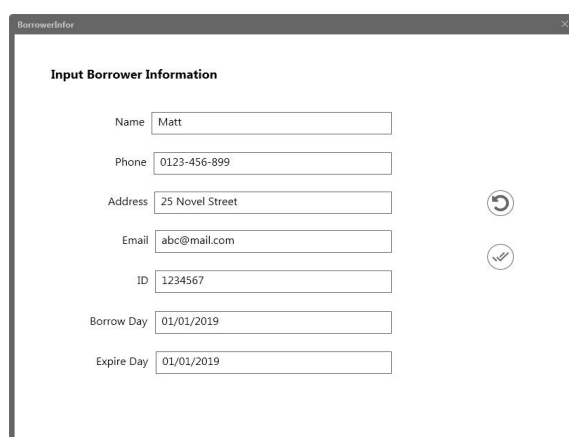 BorrowerInfor
Input Borrower Information
Name Matt
Phone 0123-456-899
Address 25 Novel Street
Email abc@mail.com
ID 1234567
Borrow Day 01/01/2019
Expire Day 01/01/2019